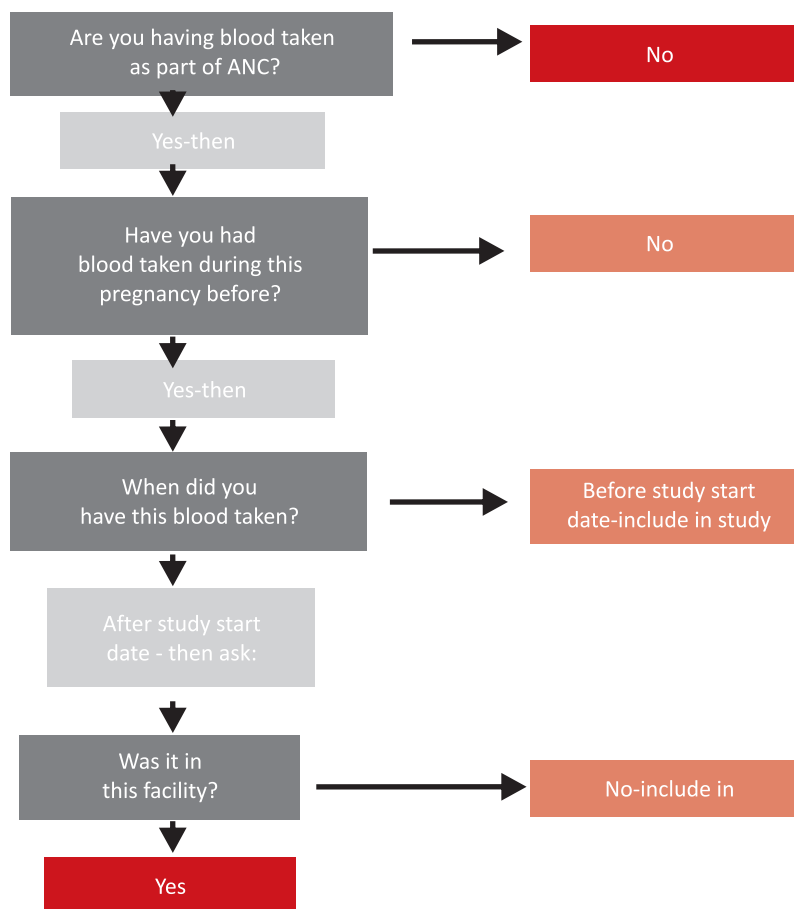 Are you having blood taken
as part of ANC?
No
Yes-then
Have you had
blood taken during this
pregnancy before?
No
Yes-then
When did you
have this blood taken?
Before study start
date-include in study
After study start
date - then ask:
Was it in
this facility?
No-include in
Yes